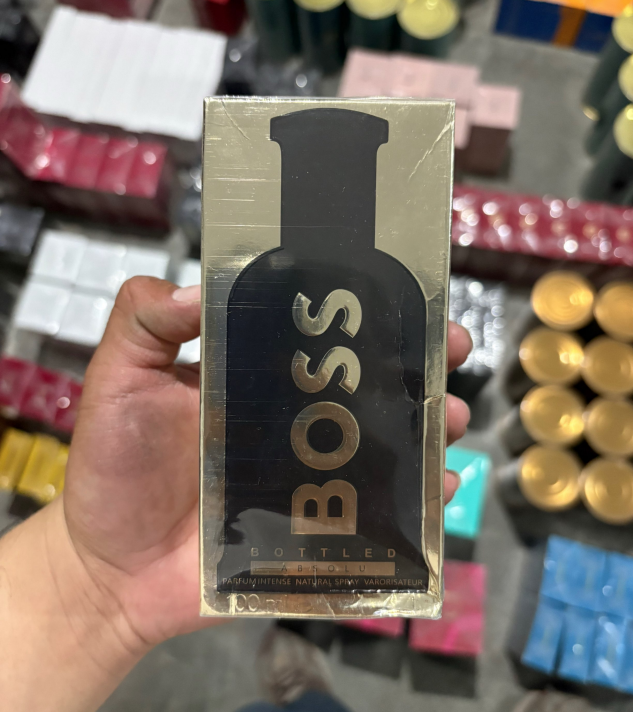 BOSS
BOTTLED
ABSOLU
PARFUM INTENSE NATURAL SPRAY VAPORISATEUR